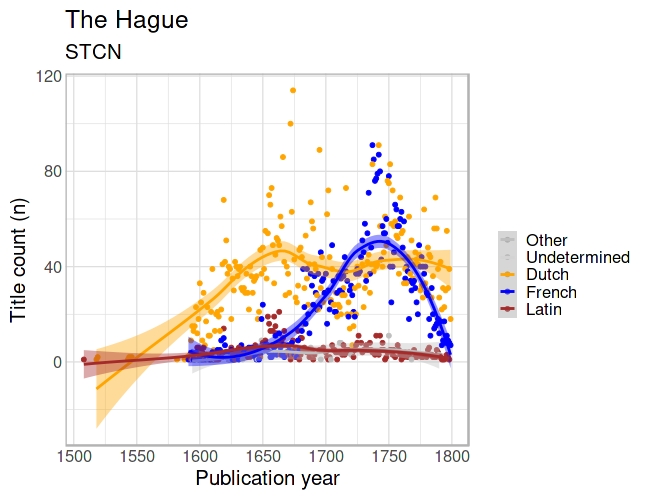 The Hague
STCN
Title count (n)
120
80
40
0
1500 1550 1600 1650 1700 1750 1800
Publication year
Other
Undetermined
Dutch
French
Latin